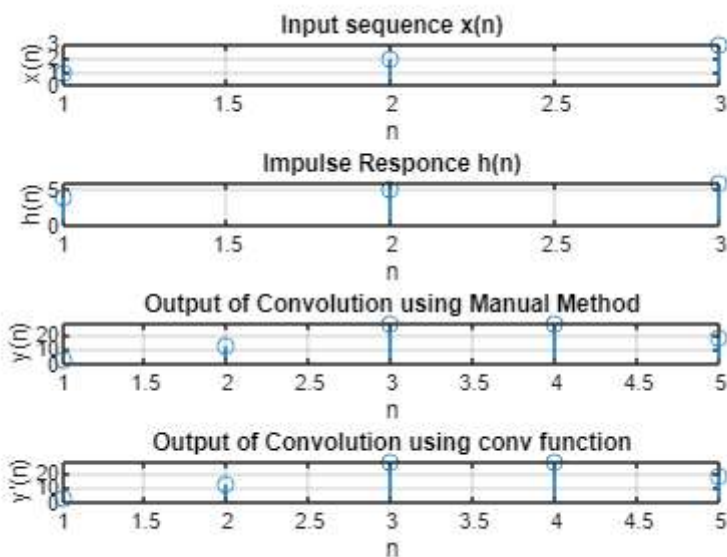 Input sequence x(n)
x(n)
3
2
1
0
1 1.5 2 2.5 3
n
Impulse Responce h(n)
h(n)
5
0
1 1.5 2 2.5 3
n
Output of Convolution using Manual Method
y(n)
20
10
0
1 1.5 2 2.5 3 3.5 4 4.5 5
n
Output of Convolution using conv function
y'(n)
20
10
0
1 1.5 2 2.5 3 3.5 4 4.5 5
n